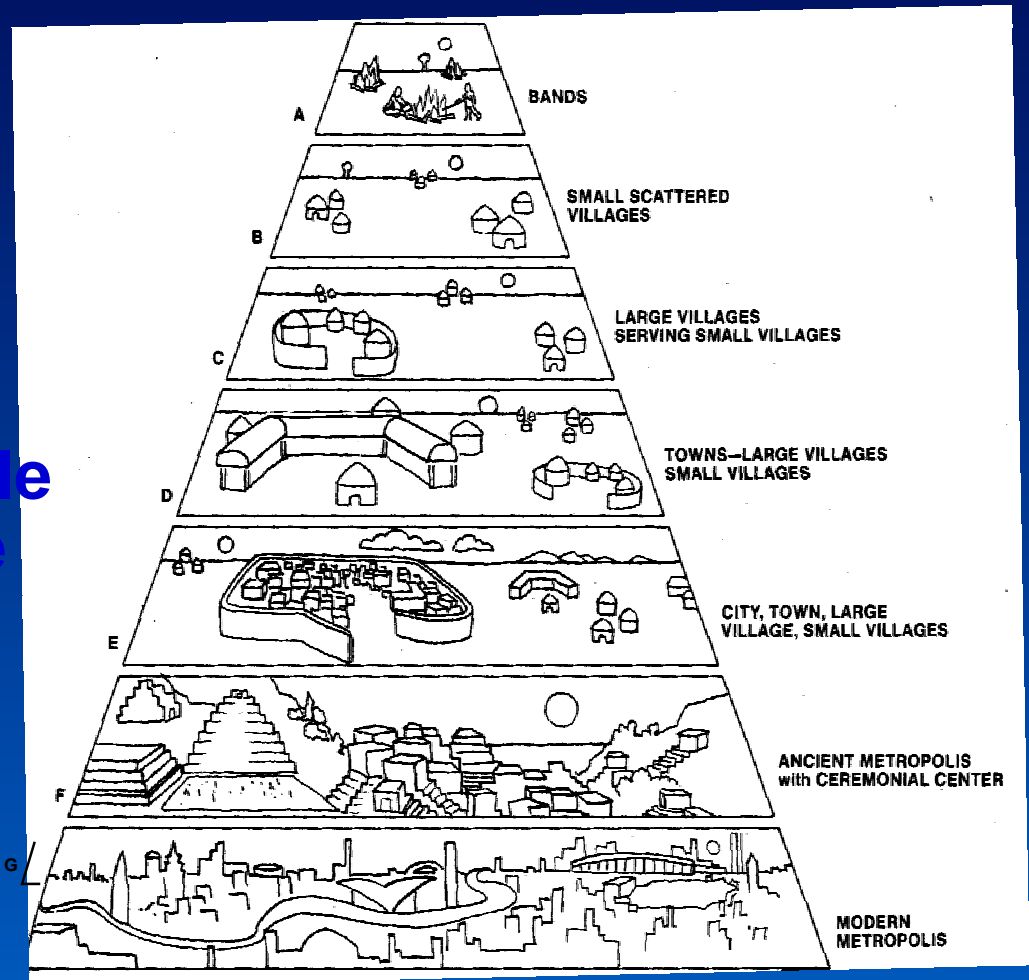 A
BANDS
B
SMALL SCATTERED
VILLAGES
C
LARGE VILLAGES
SERVING SMALL VILLAGES
D
TOWNS—LARGE VILLAGES
SMALL VILLAGES
E
CITY, TOWN, LARGE
VILLAGE, SMALL VILLAGES
F
ANCIENT METROPOLIS
with CEREMONIAL CENTER
G
MODERN
METROPOLIS